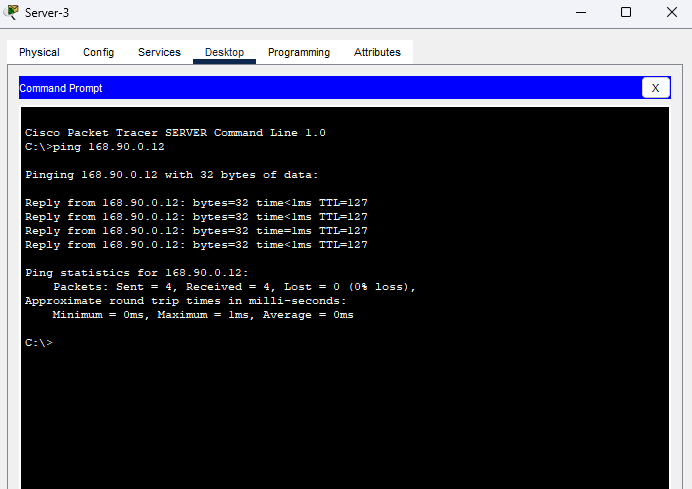 Server-3
Physical Config Services Desktop Programming Attributes
Command Prompt X
Cisco Packet Tracer SERVER Command Line 1.0
C:\>ping 168.90.0.12
Pinging 168.90.0.12 with 32 bytes of data:
Reply from 168.90.0.12: bytes=32 time<1ms TTL=127
Reply from 168.90.0.12: bytes=32 time<1ms TTL=127
Reply from 168.90.0.12: bytes=32 time=1ms TTL=127
Reply from 168.90.0.12: bytes=32 time<1ms TTL=127
Ping statistics for 168.90.0.12:
Packets: Sent = 4, Received = 4, Lost = 0 (0% loss),
Approximate round trip times in milli-seconds:
Minimum = 0ms, Maximum = 1ms, Average = 0ms
C:\>